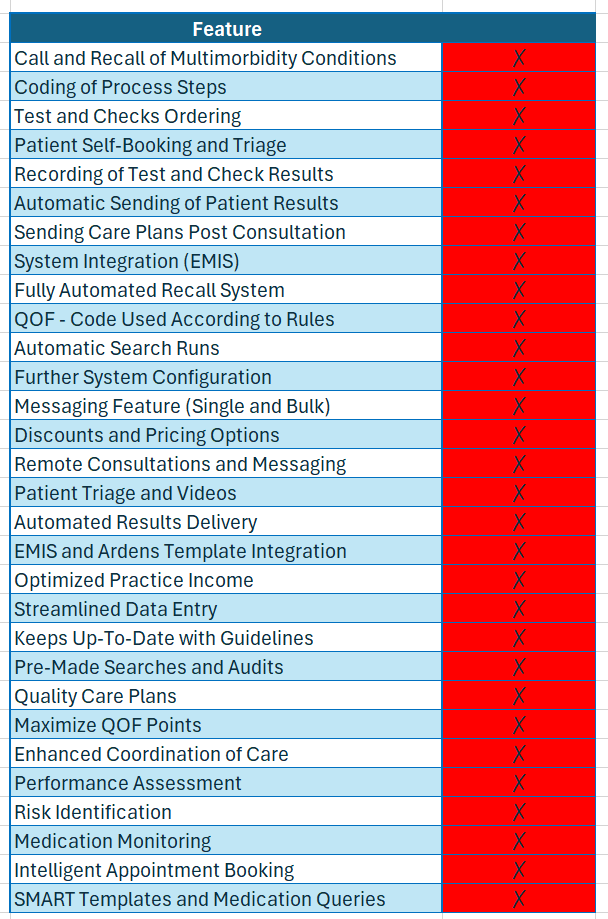 Feature
Call and Recall of Multimorbidity Conditions X
Coding of Process Steps X
Test and Checks Ordering X
Patient Self-Booking and Triage X
Recording of Test and Check Results X
Automatic Sending of Patient Results X
Sending Care Plans Post Consultation X
System Integration (EMIS) X
Fully Automated Recall System X
QOF - Code Used According to Rules X
Automatic Search Runs X
Further System Configuration X
Messaging Feature (Single and Bulk) X
Discounts and Pricing Options X
Remote Consultations and Messaging X
Patient Triage and Videos X
Automated Results Delivery X
EMIS and Ardens Template Integration X
Optimized Practice Income X
Streamlined Data Entry X
Keeps Up-To-Date with Guidelines X
Pre-Made Searches and Audits X
Quality Care Plans X
Maximize QOF Points X
Enhanced Coordination of Care X
Performance Assessment X
Risk Identification X
Medication Monitoring X
Intelligent Appointment Booking X
SMART Templates and Medication Queries X